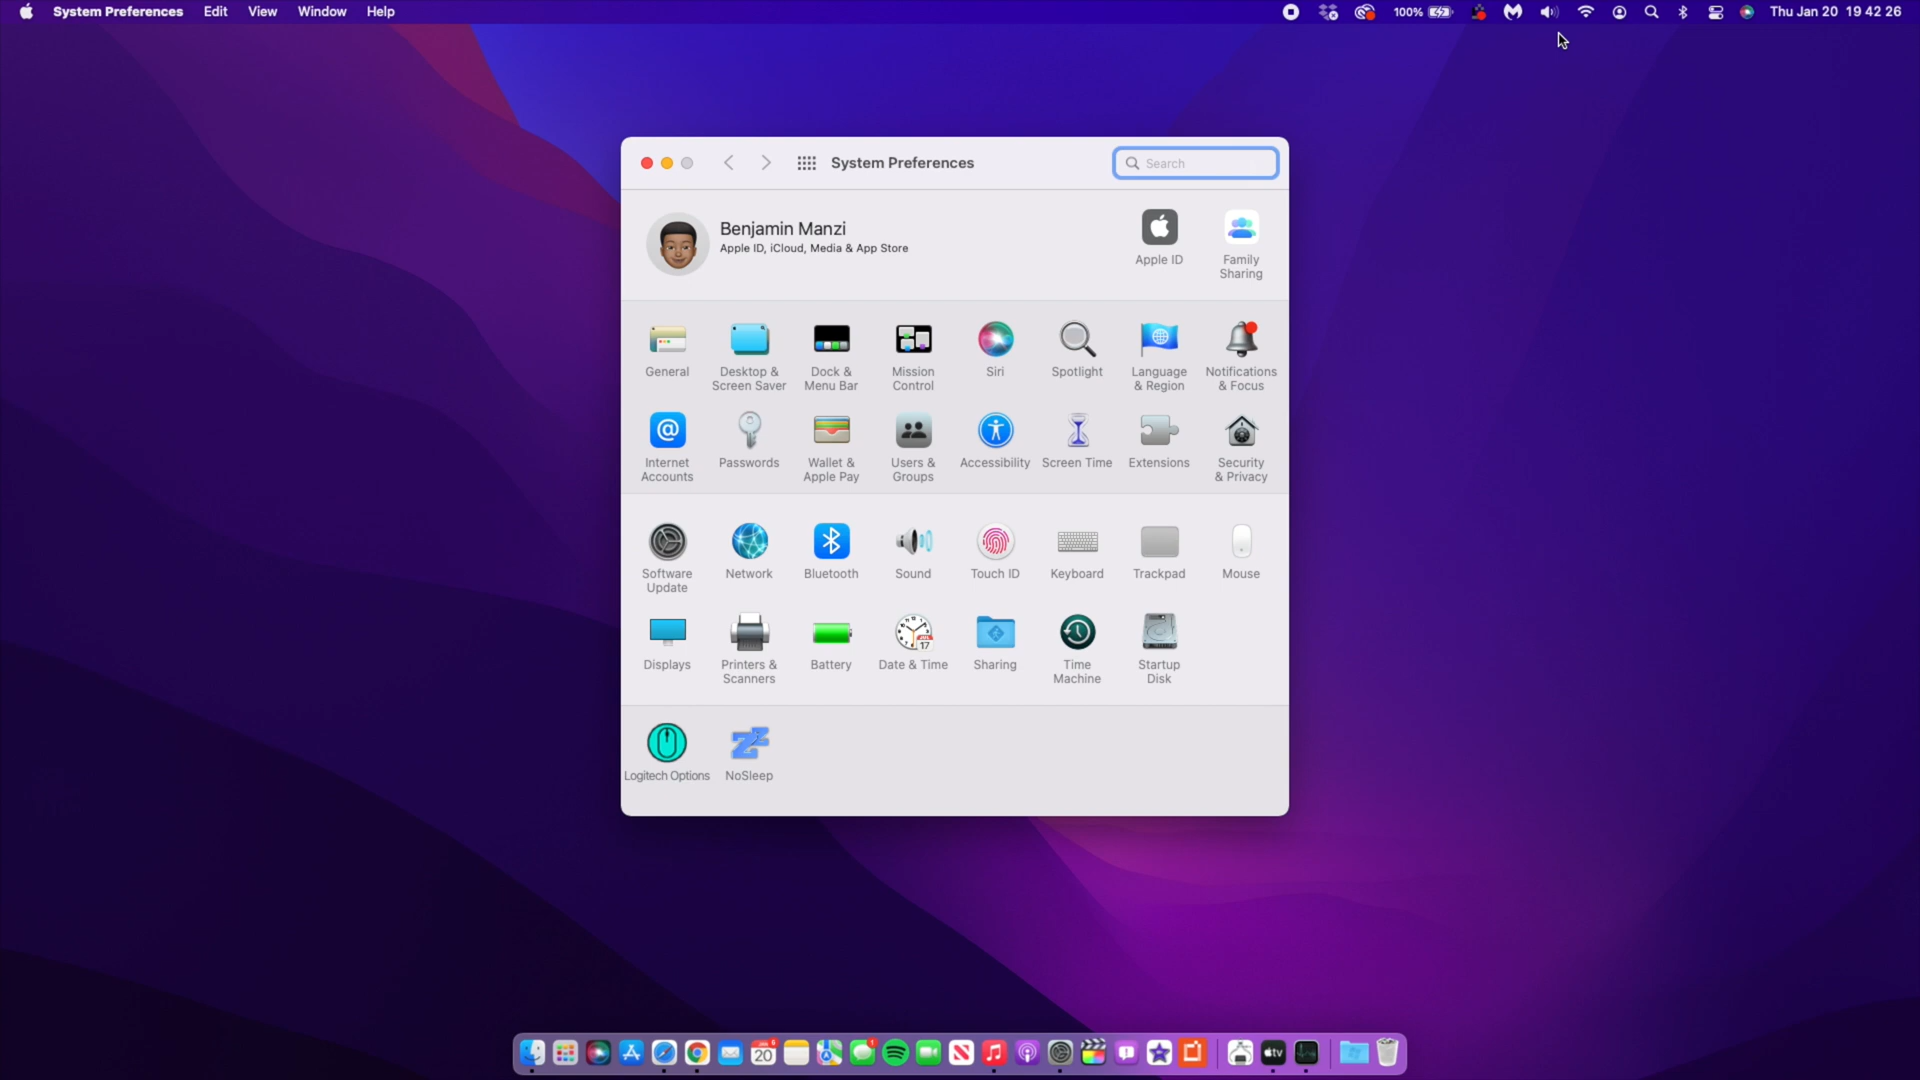 System Preferences Edit View Window Help
100% Thu Jan 20 19 42 26
System Preferences
Search
Benjamin Manzi
Apple ID, iCloud, Media & App Store
Apple ID
Family
Sharing
General
Desktop &
Screen Saver
Dock &
Menu Bar
Mission
Control
Siri
Spotlight
Language
& Region
Notifications
& Focus
Internet
Accounts
Passwords
Wallet &
Apple Pay
Users &
Groups
Accessibility
Screen Time
Extensions
Security
& Privacy
Software
Update
Network
Bluetooth
Sound
Touch ID
Keyboard
Trackpad
Mouse
Displays
Printers &
Scanners
Battery
Date & Time
Sharing
Time
Machine
Startup
Disk
Logitech Options
NoSleep
20
tv